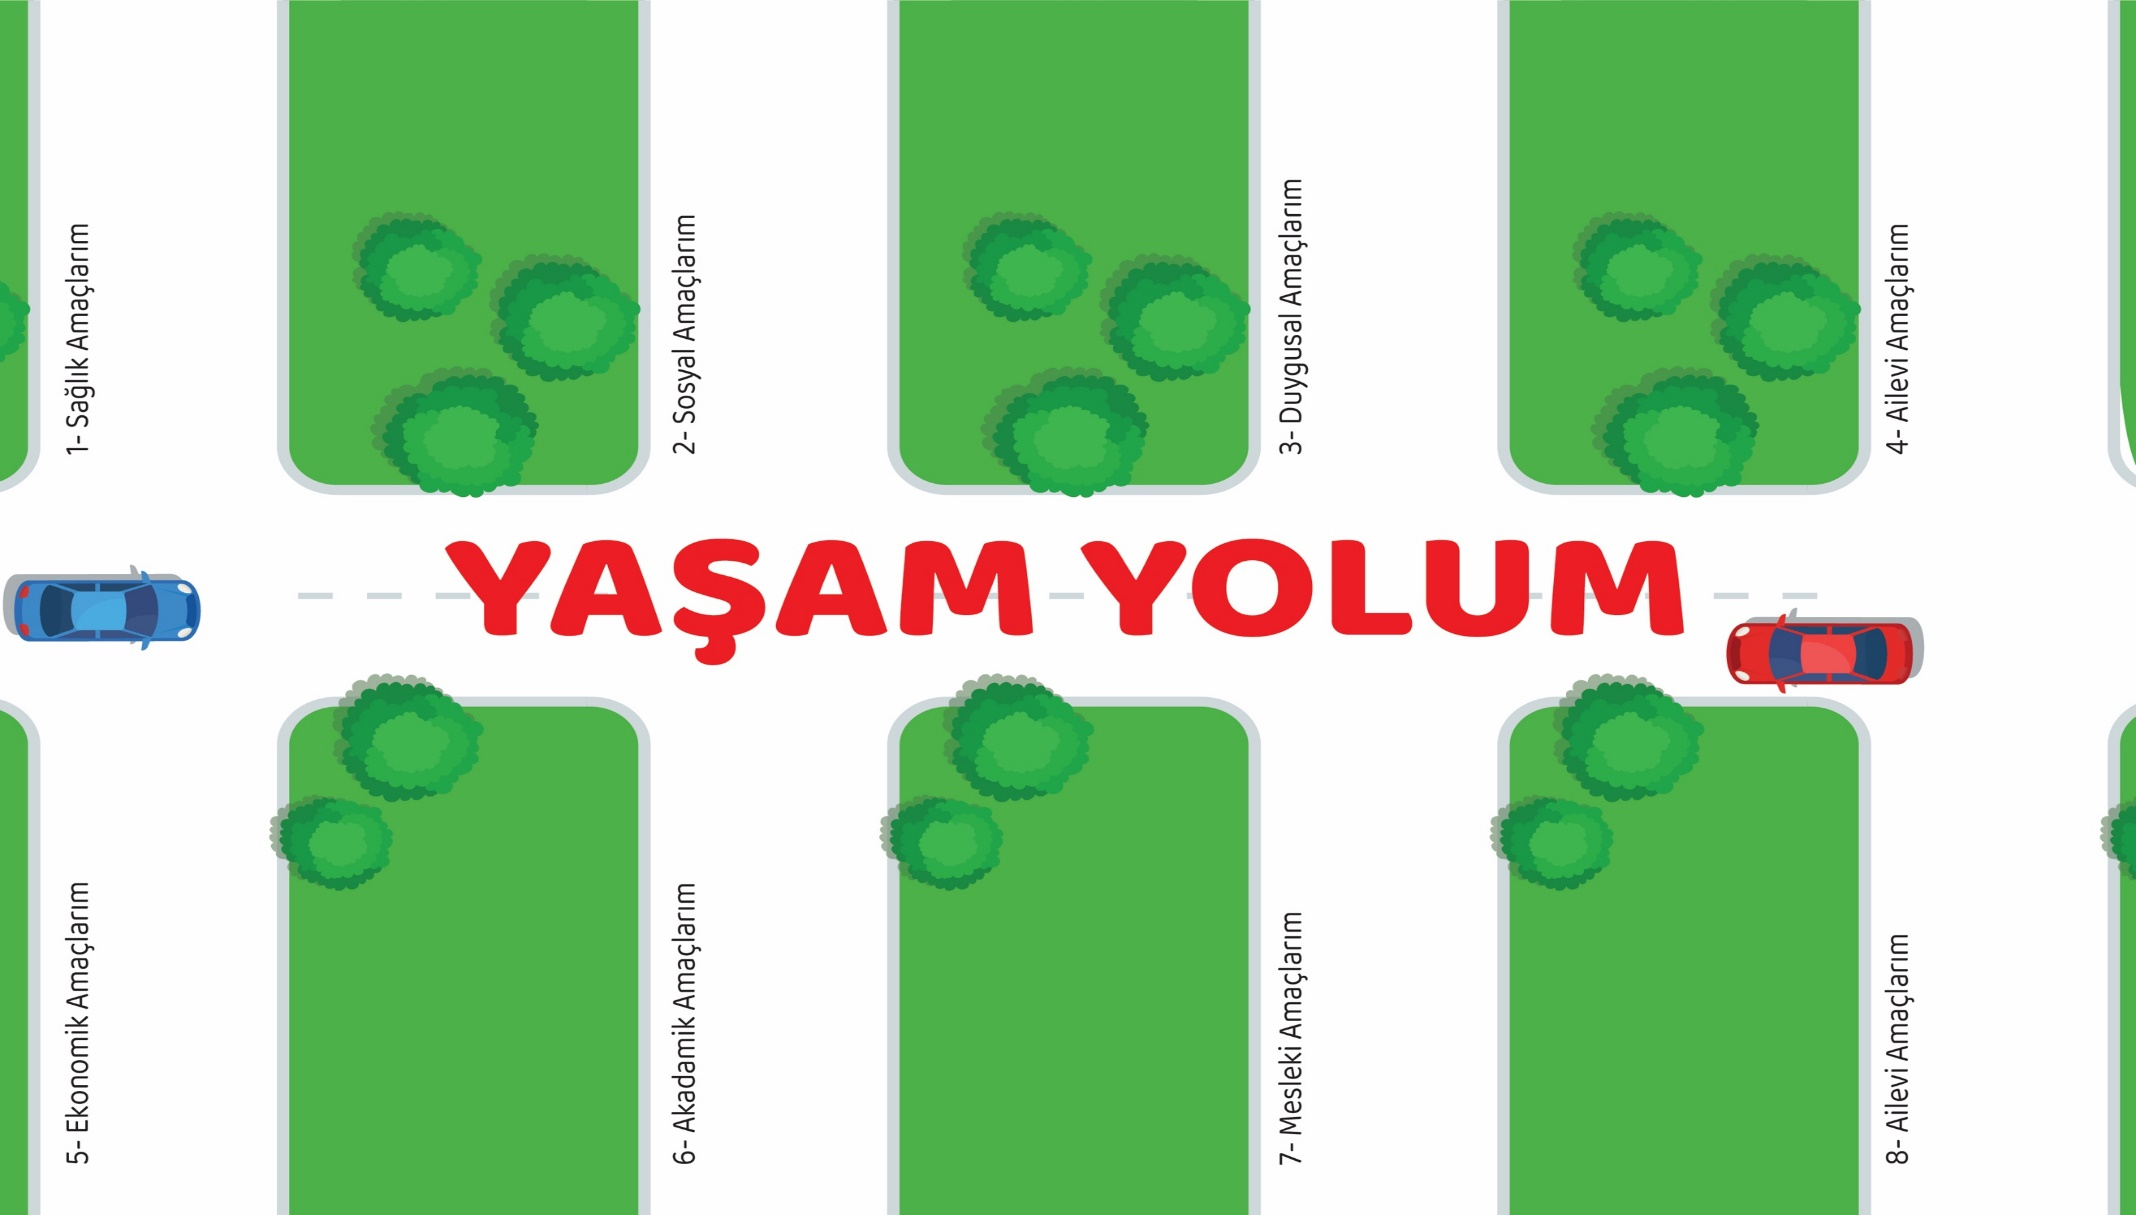 1- Sağlık Amaçlarım
2- Sosyal Amaçlarım
3- Duygusal Amaçlarım
4- Ailevi Amaçlarım
YAŞAM YOLUM
5- Ekonomik Amaçlarım
6- Akadamik Amaçlarım
7- Mesleki Amaçlarım
8- Ailevi Amaçlarım